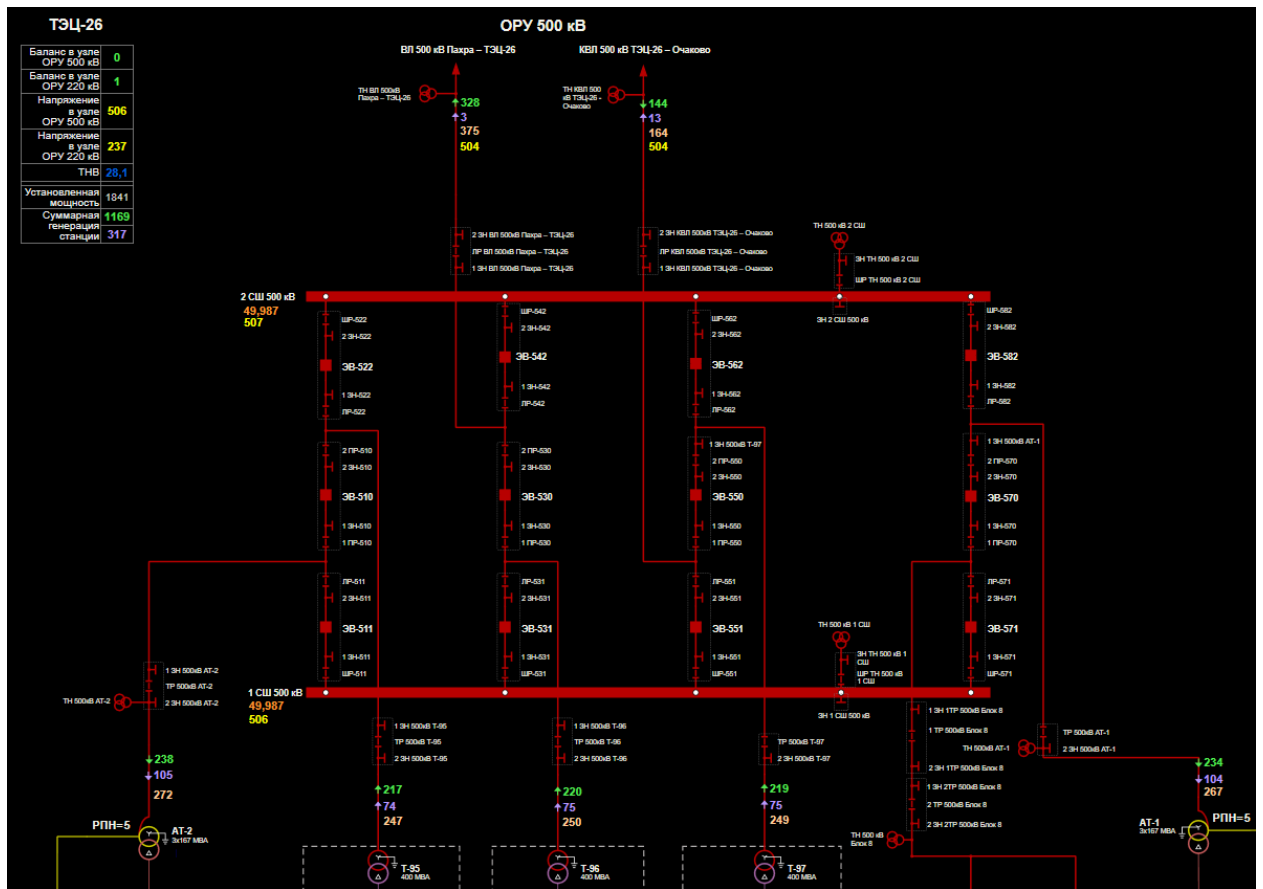 ТЭЦ-26
ОРУ 500 кВ
Баланс в узле
ОРУ 500 кВ
0
Баланс в узле
ОРУ 220 кВ
1
Напряжение
в узле
ОРУ 500 кВ
506
Напряжение
в узле
ОРУ 220 кВ
237
ТНВ
28,1
Установленная
мощность
1841
Суммарная
генерация
станции
1169
317
ВЛ 500 кВ Пахра – ТЭЦ-26
КВЛ 500 кВ ТЭЦ-26 – Очаково
ТН ВЛ 500кВ
Пахра – ТЭЦ-26
328
3
375
504
ТН КВЛ 500
кВ ТЭЦ-26 -
Очаково
144
13
164
504
2 ЗН ВЛ 500кВ Пахра – ТЭЦ-26
ЛР ВЛ 500кВ Пахра – ТЭЦ-26
1 ЗН ВЛ 500кВ Пахра – ТЭЦ-26
2 ЗН КВЛ 500кВ ТЭЦ-26 – Очаково
ЛР КВЛ 500кВ ТЭЦ-26 – Очаково
1 ЗН КВЛ 500кВ ТЭЦ-26 – Очаково
ТН 500 кВ 2 СШ
ЗН ТН 500 кВ 2 СШ
ШР ТН 500 кВ 2 СШ
ЗН 2 СШ 500 кВ
2 СШ 500 кВ
49,987
507
ШР-522
2 ЗН-522
ЭВ-522
1 ЗН-522
ЛР-522
ШР-542
2 ЗН-542
ЭВ-542
1 ЗН-542
ЛР-542
ШР-562
2 ЗН-562
ЭВ-562
1 ЗН-562
ЛР-562
ШР-582
2 ЗН-582
ЭВ-582
1 ЗН-582
ЛР-582
2 ПР-510
2 ЗН-510
ЭВ-510
1 ЗН-510
1 ПР-510
2 ПР-530
2 ЗН-530
ЭВ-530
1 ЗН-530
1 ПР-530
1 ЗН 500кВ Т-97
2 ПР-550
2 ЗН-550
ЭВ-550
1 ЗН-550
1 ПР-550
1 ЗН 500кВ АТ-1
2 ПР-570
2 ЗН-570
ЭВ-570
1 ЗН-570
1 ПР-570
ЛР-511
2 ЗН-511
ЭВ-511
1 ЗН-511
ШР-511
ЛР-531
2 ЗН-531
ЭВ-531
1 ЗН-531
ШР-531
ЛР-551
2 ЗН-551
ЭВ-551
1 ЗН-551
ШР-551
ТН 500 кВ 1 СШ
ЗН ТН 500 кВ 1
СШ
ШР ТН 500 кВ
1 СШ
ЗН 1 СШ 500 кВ
ЛР-571
2 ЗН-571
ЭВ-571
1 ЗН-571
ШР-571
1 СШ 500 кВ
49,987
506
1 ЗН 500кВ АТ-2
ТР 500кВ АТ-2
2 ЗН 500кВ АТ-2
ТН 500кВ АТ-2
238
105
272
РПН=5
АТ-2
3x167 МВА
1 ЗН 500кВ Т-95
ТР 500кВ Т-95
2 ЗН 500кВ Т-95
217
74
247
Т-95
400 МВА
1 ЗН 500кВ Т-96
ТР 500кВ Т-96
2 ЗН 500кВ Т-96
220
75
250
Т-96
400 МВА
ТР 500кВ Т-97
2 ЗН 500кВ Т-97
219
75
249
Т-97
400 МВА
1 ЗН 1ТР 500кВ Блок 8
1 ТР 500кВ Блок 8
2 ЗН 1ТР 500кВ Блок 8
1 ЗН 2ТР 500кВ Блок 8
2 ТР 500кВ Блок 8
2 ЗН 2ТР 500кВ Блок 8
ТН 500 кВ
Блок 8
ТР 500кВ АТ-1
2 ЗН 500кВ АТ-1
ТН 500кВ АТ-1
234
104
267
РПН=5
АТ-1
3x167 МВА